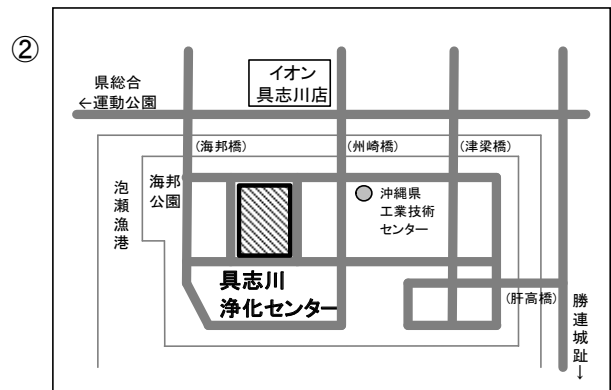 ②
イオン
具志川店
県総合
←運動公園
(海邦橋)
(州崎橋)
(津梁橋)
泡瀬漁港
海邦
公園
沖縄県
工業技術
センター
具志川
浄化センター
(肝高橋)
勝連城趾↓